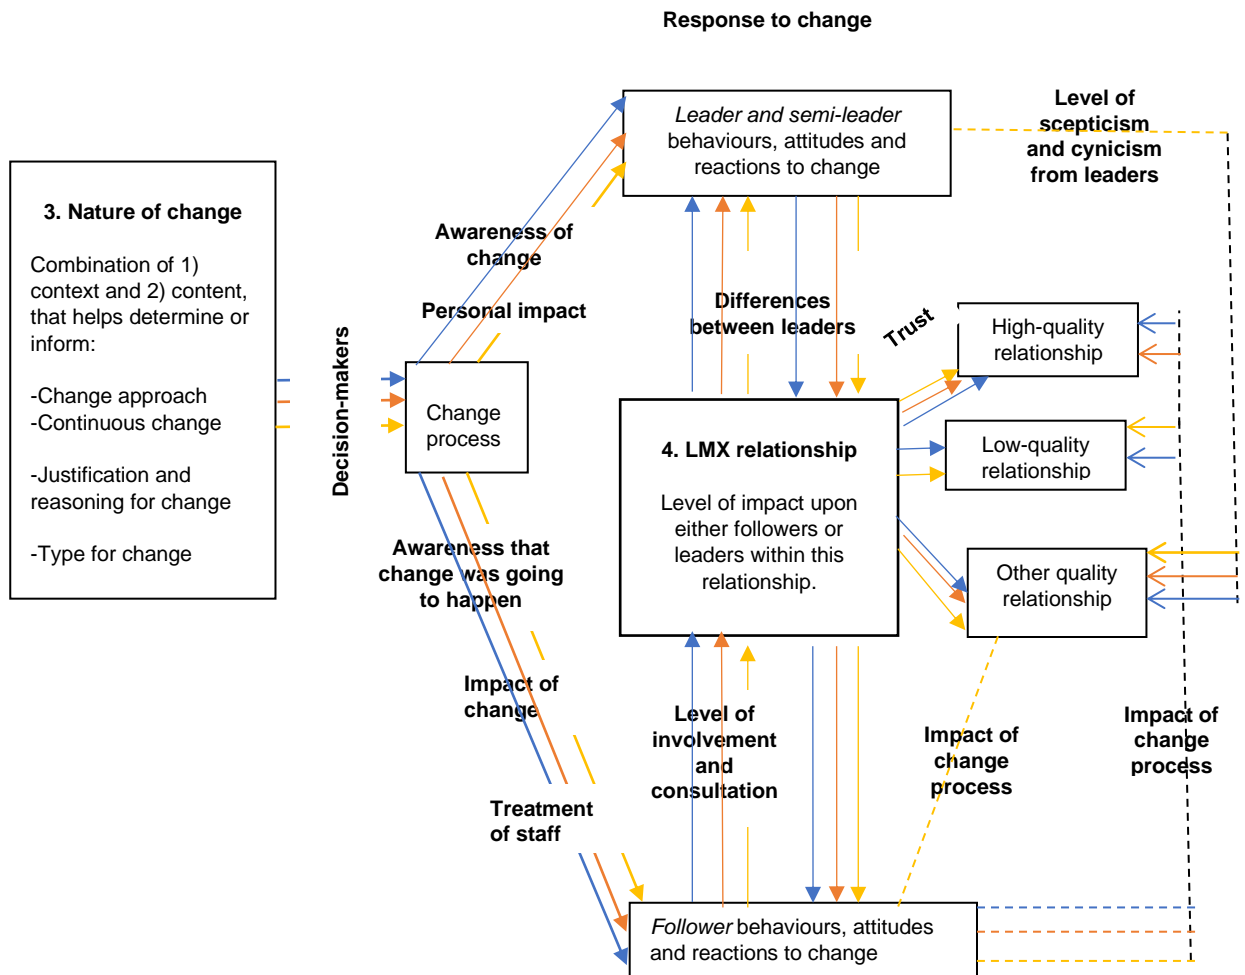 Response to change
Leader and semi-leader
behaviours, attitudes and
reactions to change
Level of
scepticism
and cynicism
from leaders
3. Nature of change
Combination of 1)
context and 2) content,
that helps determine or
inform:
-Change approach
-Continuous change
-Justification and
reasoning for change
-Type for change
Decision-makers
Awareness of
change
Personal impact
Change
process
Awareness that
change was going
to happen
Impact of
change
Treatment
of staff
Differences
between leaders
Trust
4. LMX relationship
Level of impact upon
either followers or
leaders within this
relationship.
High-quality
relationship
Low-quality
relationship
Other quality
relationship
Level of
involvement
and
consultation
Impact of
change
process
Impact of
change
process
Follower behaviours, attitudes
and reactions to change